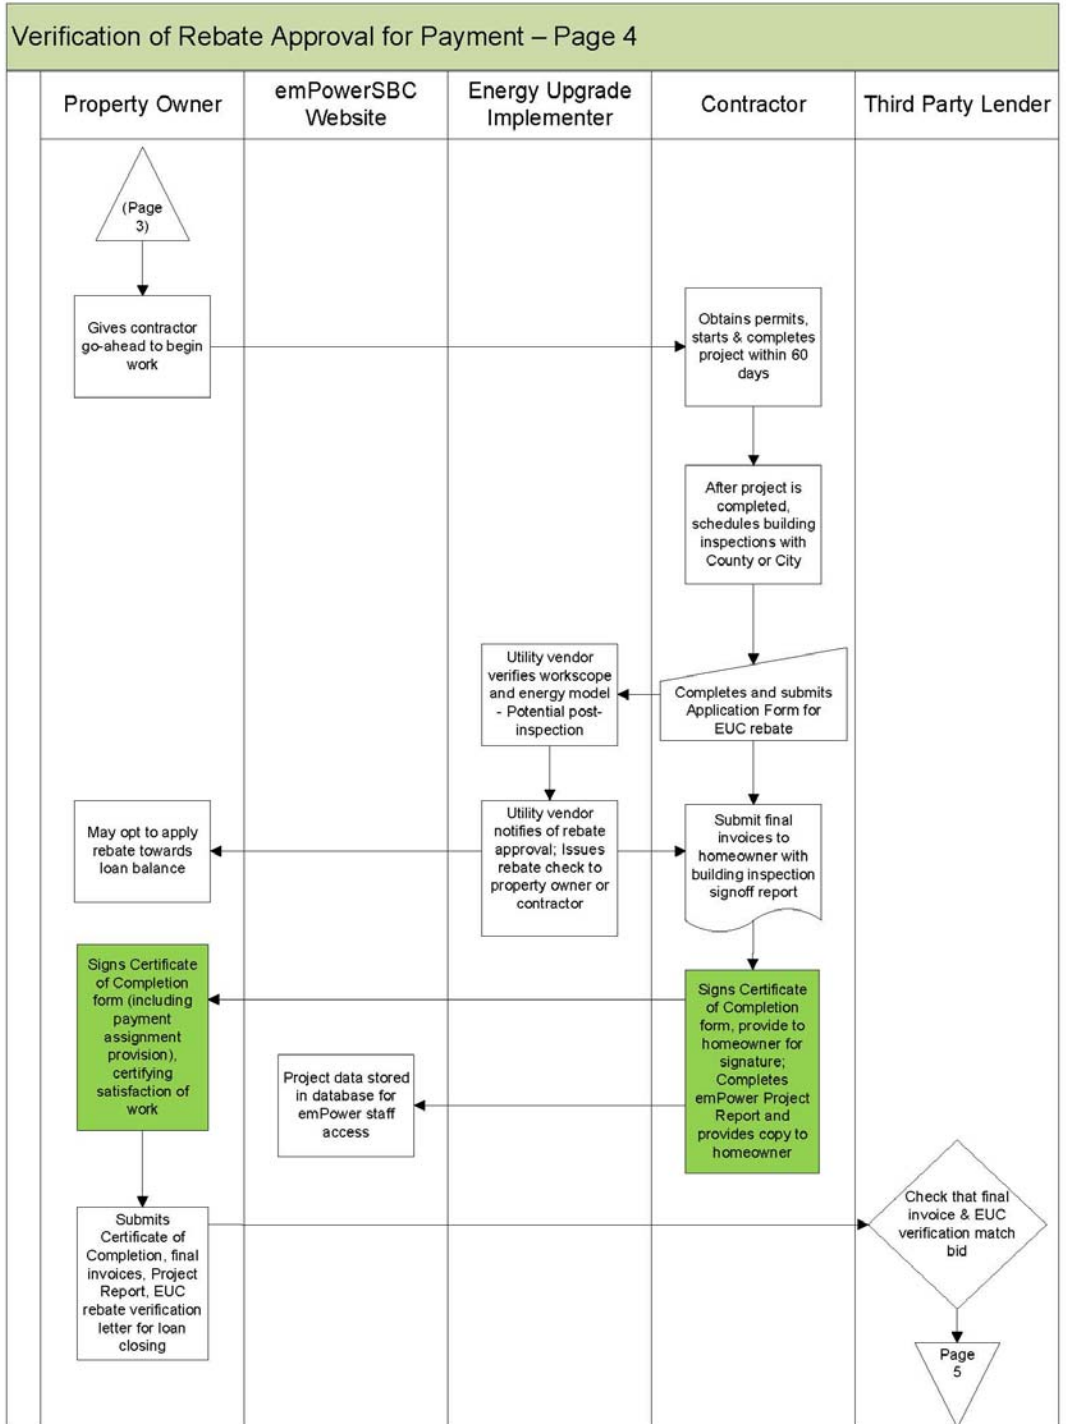 Verification of Rebate Approval for Payment – Page 4
Property Owner
emPowerSBC
Website
Energy Upgrade
Implementer
Contractor
Third Party Lender
(Page
3)
Gives contractor
go-ahead to begin
work
Obtains permits,
starts & completes
project within 60
days
After project is
completed,
schedules building
inspections with
County or City
Utility vendor
verifies workscope
and energy model
- Potential post-
inspection
Completes and submits
Application Form for
EUC rebate
May opt to apply
rebate towards
loan balance
Utility vendor
notifies of rebate
approval; Issues
rebate check to
property owner or
contractor
Submit final
invoices to
homeowner with
building inspection
signoff report
Signs Certificate
of Completion
form (including
payment
assignment
provision),
certifying
satisfaction of
work
Project data stored
in database for
emPower staff
access
Signs Certificate
of Completion
form, provide to
homeowner for
signature;
Completes
emPower Project
Report and
provides copy to
homeowner
Submits
Certificate of
Completion, final
invoices, Project
Report, EUC
rebate verification
letter for loan
closing
Check that final
invoice & EUC
verification match
bid
Page
5